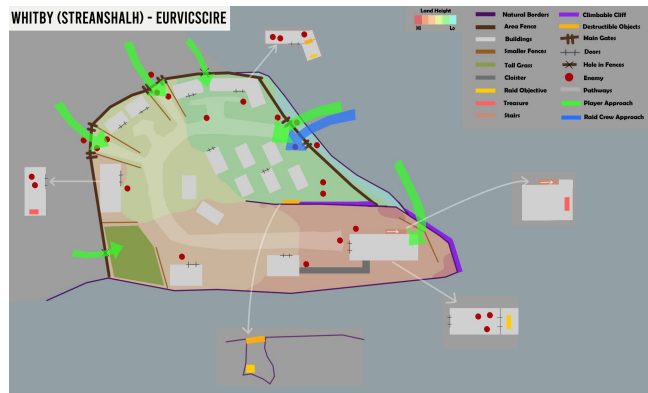 WHITBY (STREANSHALH) - EURVICSCIRE
Land Height
Hi Lo
Natural Borders
Area Fence
Buildings
Smaller Fences
Tall Grass
Cloister
Raid Objective
Treasure
Stairs
Climbable Cliff
Destructible Objects
Main Gates
Doors
Hole in Fences
Enemy
Pathways
Player Approach
Raid Crew Approach